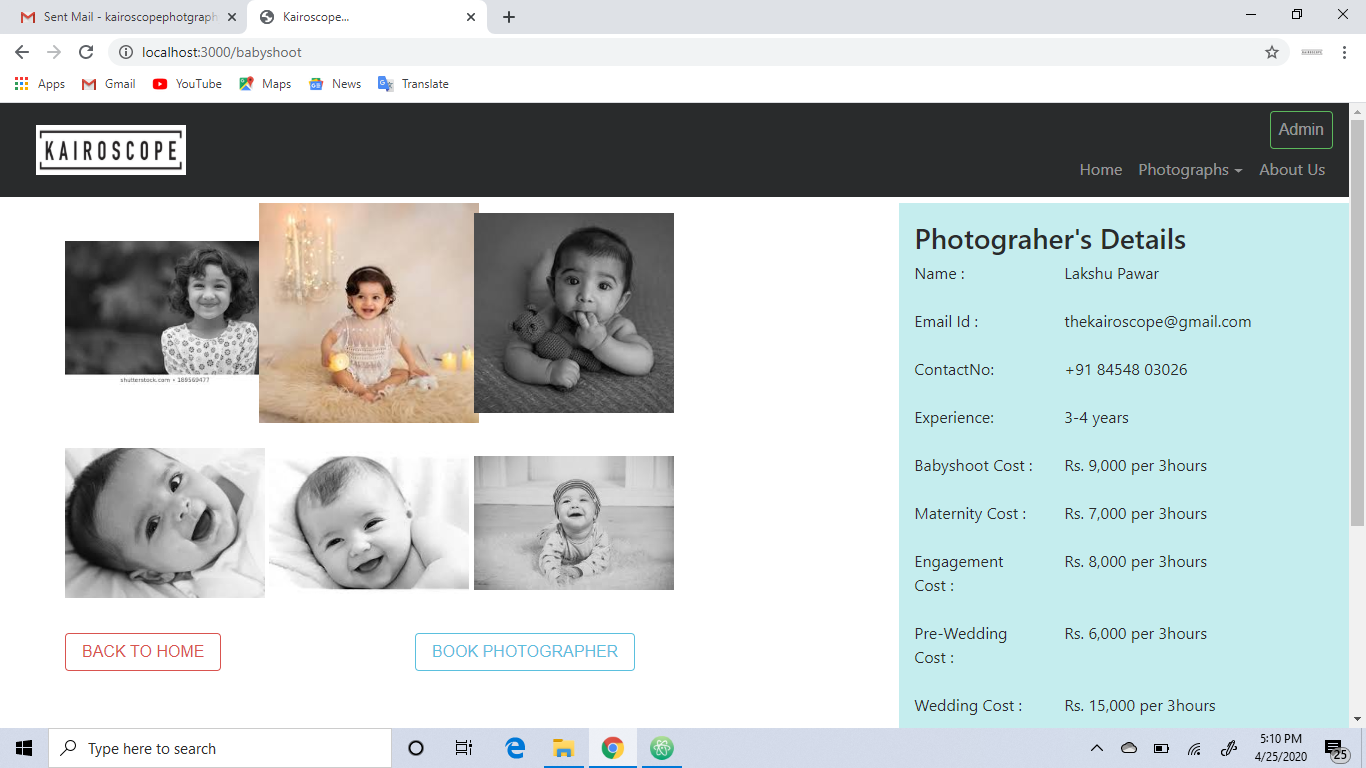 Sent Mail - kairoscopephotgraph
Kairoscope...
localhost:3000/babyshoot
Apps
Gmail
YouTube
Maps
News
Translate
KAIROSCOPE
Admin
Home
Photographs
About Us
shutterstock.com • 189569477
BACK TO HOME
BOOK PHOTOGRAPHER
Photograher's Details
Name : Lakshu Pawar
Email Id : thekairoscope@gmail.com
ContactNo: +91 84548 03026
Experience: 3-4 years
Babyshoot Cost : Rs. 9,000 per 3hours
Maternity Cost : Rs. 7,000 per 3hours
Engagement Rs. 8,000 per 3hours
Cost :
Pre-Wedding Rs. 6,000 per 3hours
Cost :
Wedding Cost : Rs. 15,000 per 3hours
Type here to search
5:10 PM
4/25/2020
25